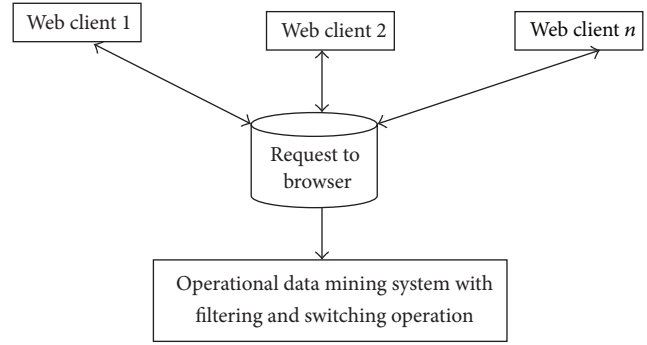 Web client 1
Web client 2
Web client n
Request to
browser
Operational data mining system with
filtering and switching operation